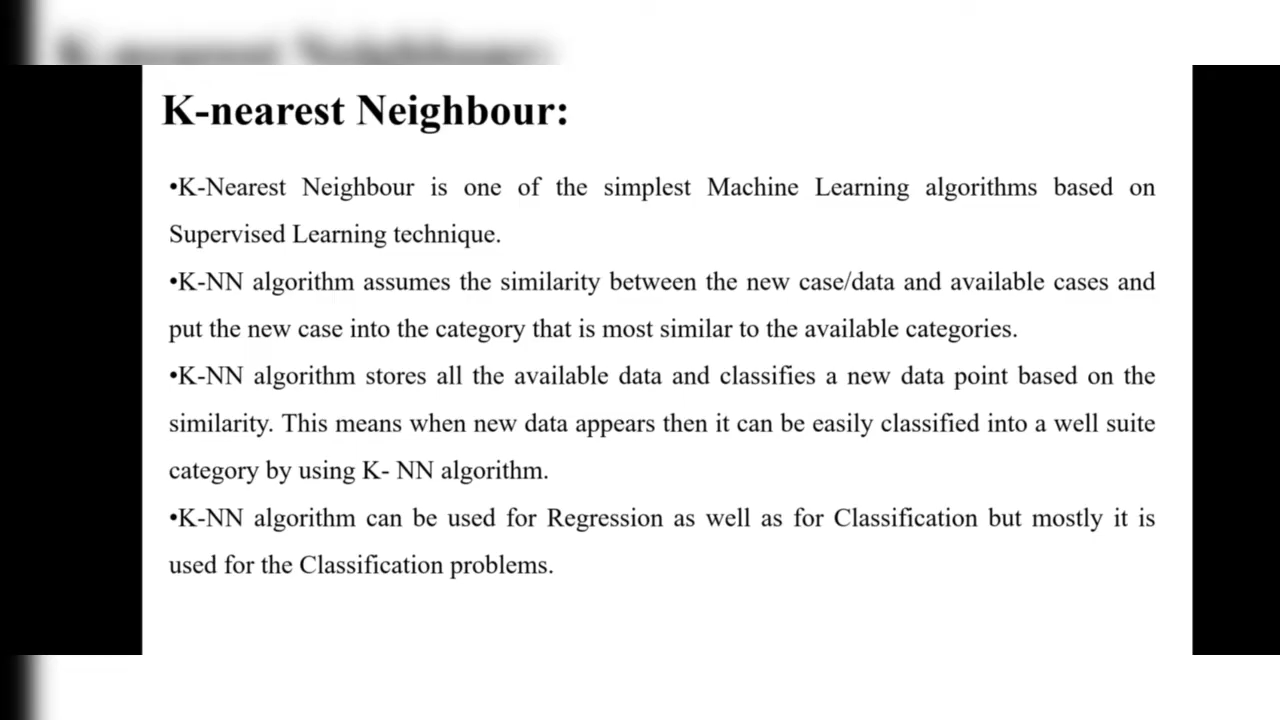 K-nearest Neighbour:
•K-Nearest Neighbour is one of the simplest Machine Learning algorithms based on
Supervised Learning technique.
•K-NN algorithm assumes the similarity between the new case/data and available cases and
put the new case into the category that is most similar to the available categories.
•K-NN algorithm stores all the available data and classifies a new data point based on the
similarity. This means when new data appears then it can be easily classified into a well suite
category by using K- NN algorithm.
•K-NN algorithm can be used for Regression as well as for Classification but mostly it is
used for the Classification problems.